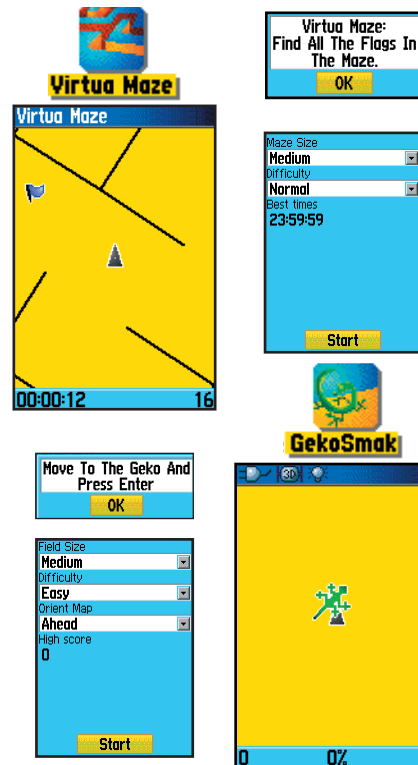 Virtua Maze
Virtua Maze
00:00:12 16
Virtua Maze:
Find All The Flags In
The Maze.
OK
Maze Size
Medium
Difficulty
Normal
Best times
23:59:59
Start
GekoSmak
Move To The Geko And
Press Enter
OK
Field Size
Medium
Difficulty
Easy
Orient Map
Ahead
High score
0
Start
3D
0 0%